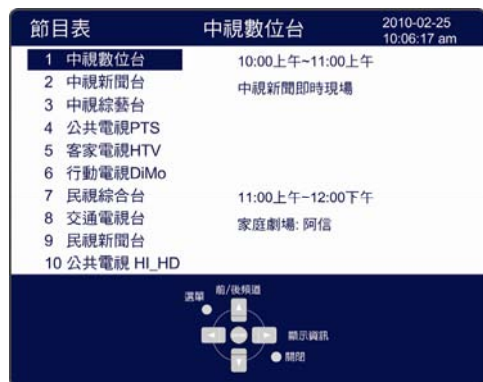 節目表
中視數位台
2010-02-25
10:06:17 am
1 中視數位台
2 中視新聞台
3 中視綜藝台
4 公共電視PTS
5 客家電視HTV
6 行動電視DiMo
7 民視綜合台
8 交通電視台
9 民視新聞台
10 公共電視 HI_HD
10:00上午~11:00上午
中視新聞即時現場
11:00上午~12:00下午
家庭劇場: 阿信
前/後頻道
選單
顯示資訊
關閉